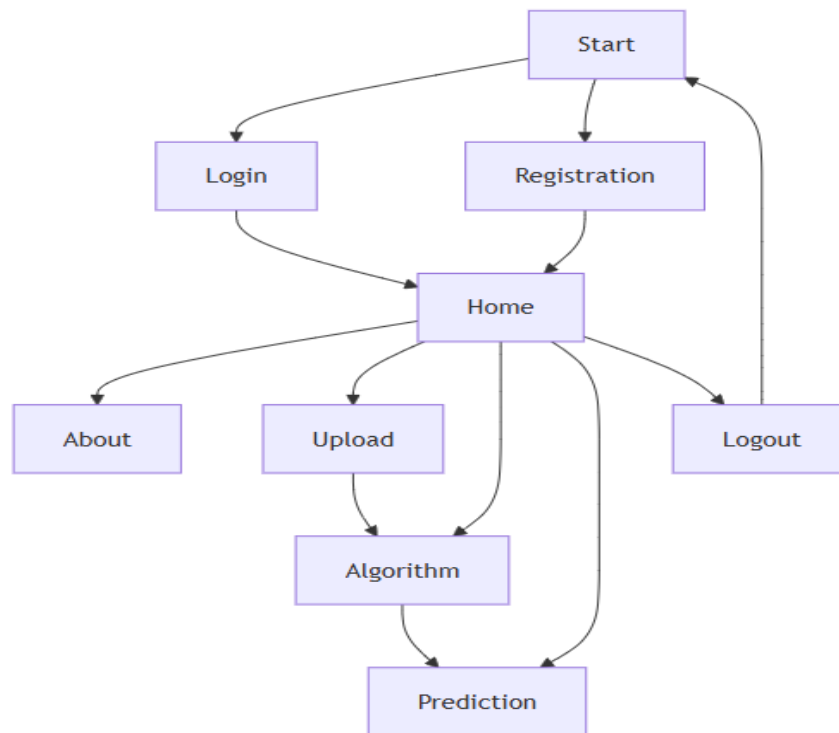 Start
Login
Registration
Home
About
Upload
Logout
Algorithm
Prediction